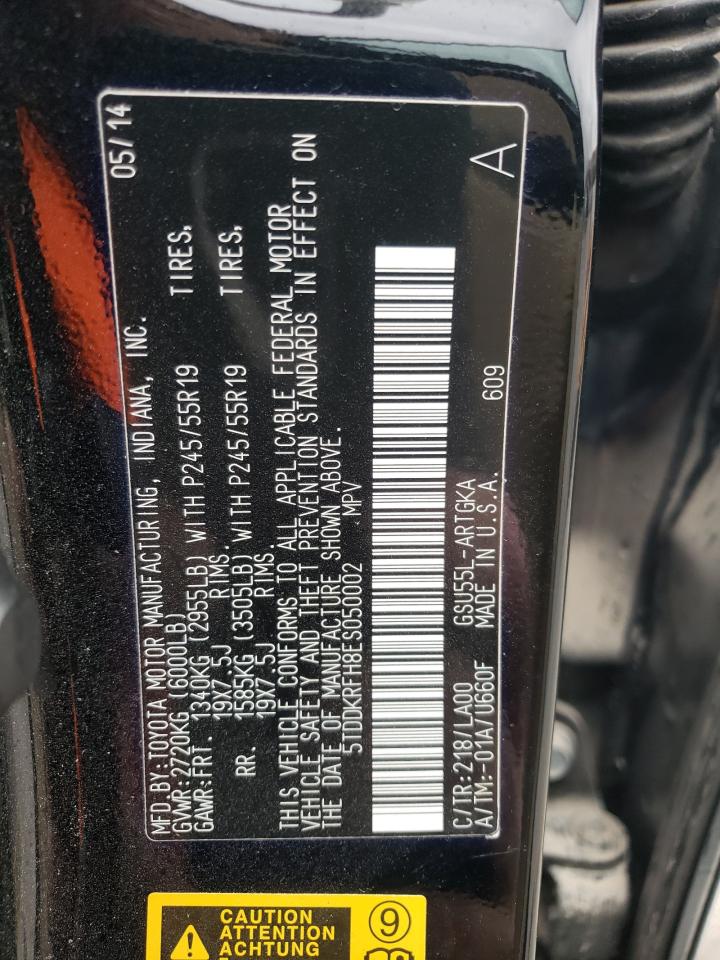 MFD.BY:TOYOTA MOTOR MANUFACTURING, INDIANA, INC. 05/14
GVWR:2720KG (6000LB)
GAWR:FRT. 1340KG (2955LB) WITH P245/55R19 TIRES,
19X7.5J RIMS.
RR. 1585KG (3505LB) WITH P245/55R19 TIRES,
19X7.5J RIMS.
THIS VEHICLE CONFORMS TO ALL APPLICABLE FEDERAL MOTOR
VEHICLE SAFETY AND THEFT PREVENTION STANDARDS IN EFFECT ON
THE DATE OF MANUFACTURE SHOWN ABOVE.
5TDDKRFH8ES050002 MPV
C/TR:218/LA00 GSU55L-ARTGKA
A/TM:-01A/U660F MADE IN U.S.A. 609 A
CAUTION
ATTENTION
ACHTUNG
9